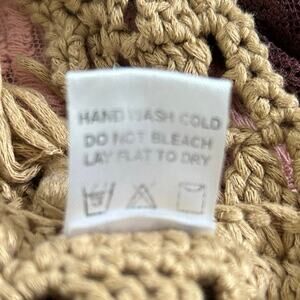 HAND WASH COLD
DO NOT BLEACH
LAY FLAT TO DRY